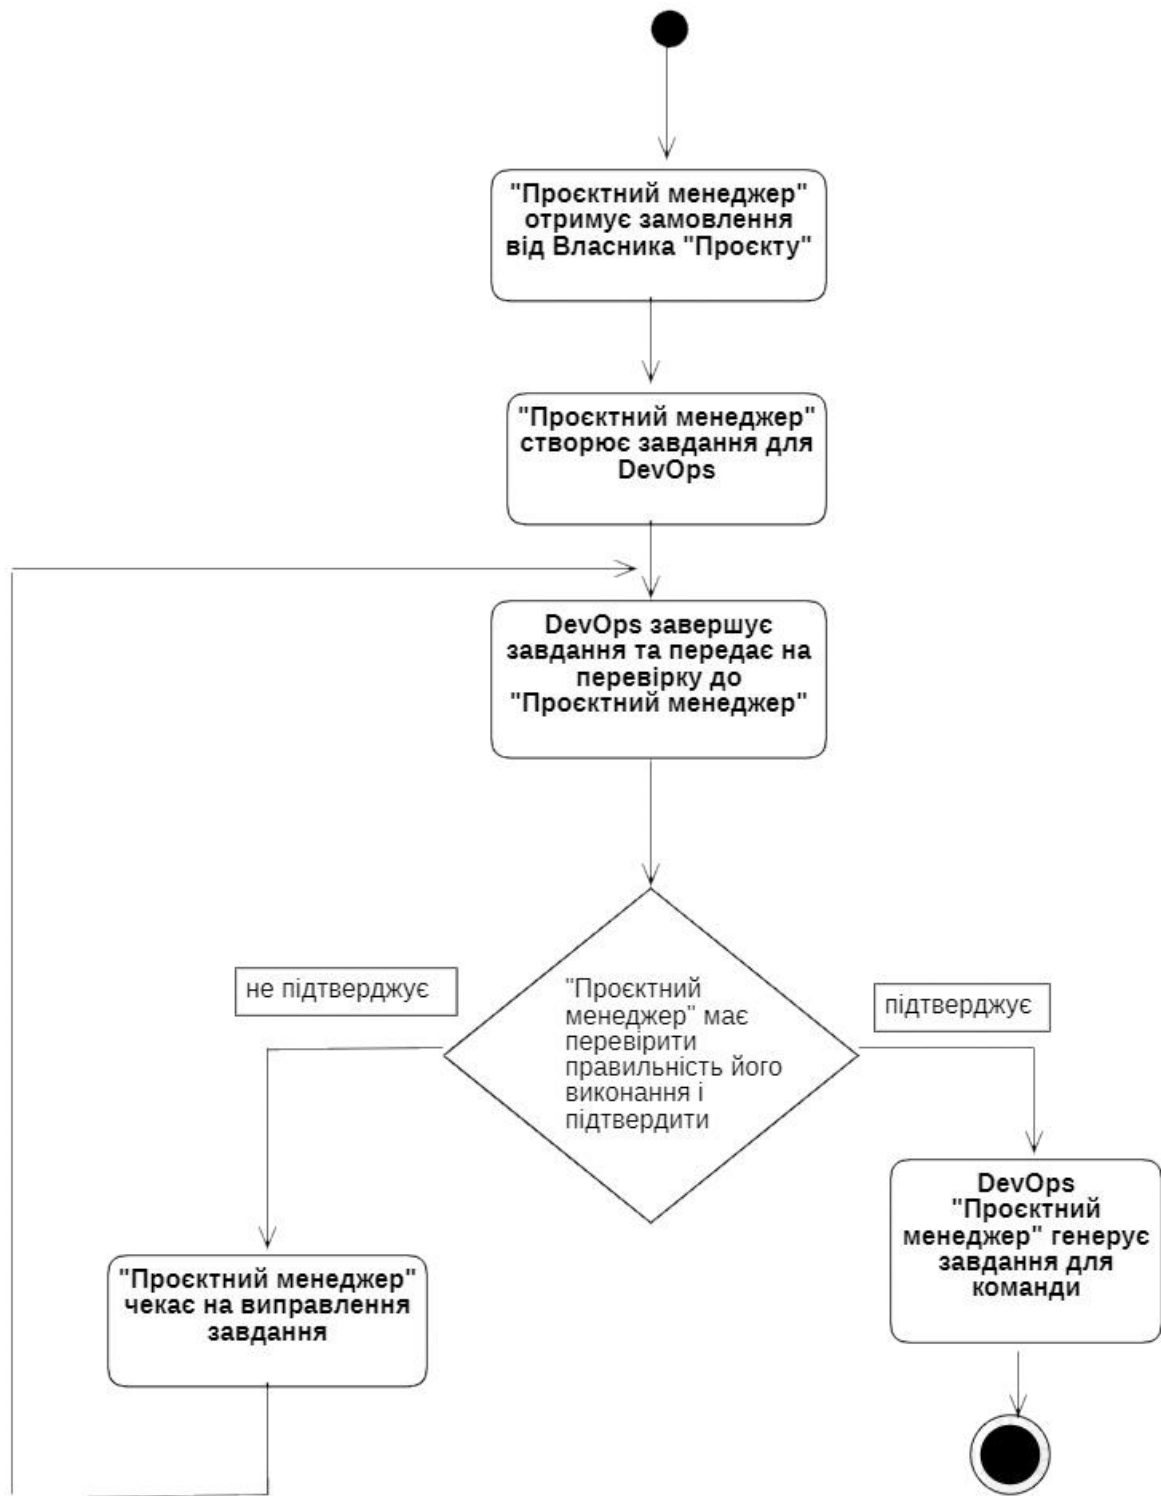 "Проєктний менеджер"
отримує замовлення
від Власника "Проєкту"
"Проєктний менеджер"
створює завдання для
DevOps
DevOps завершує
завдання та передає на
перевірку до
"Проєктний менеджер"
не підтверджує
"Проєктний
менеджер" має
перевірити
правильність його
виконання і
підтвердити
підтверджує
DevOps
"Проєктний
менеджер" генерує
завдання для
команди
"Проєктний менеджер"
чекає на виправлення
завдання